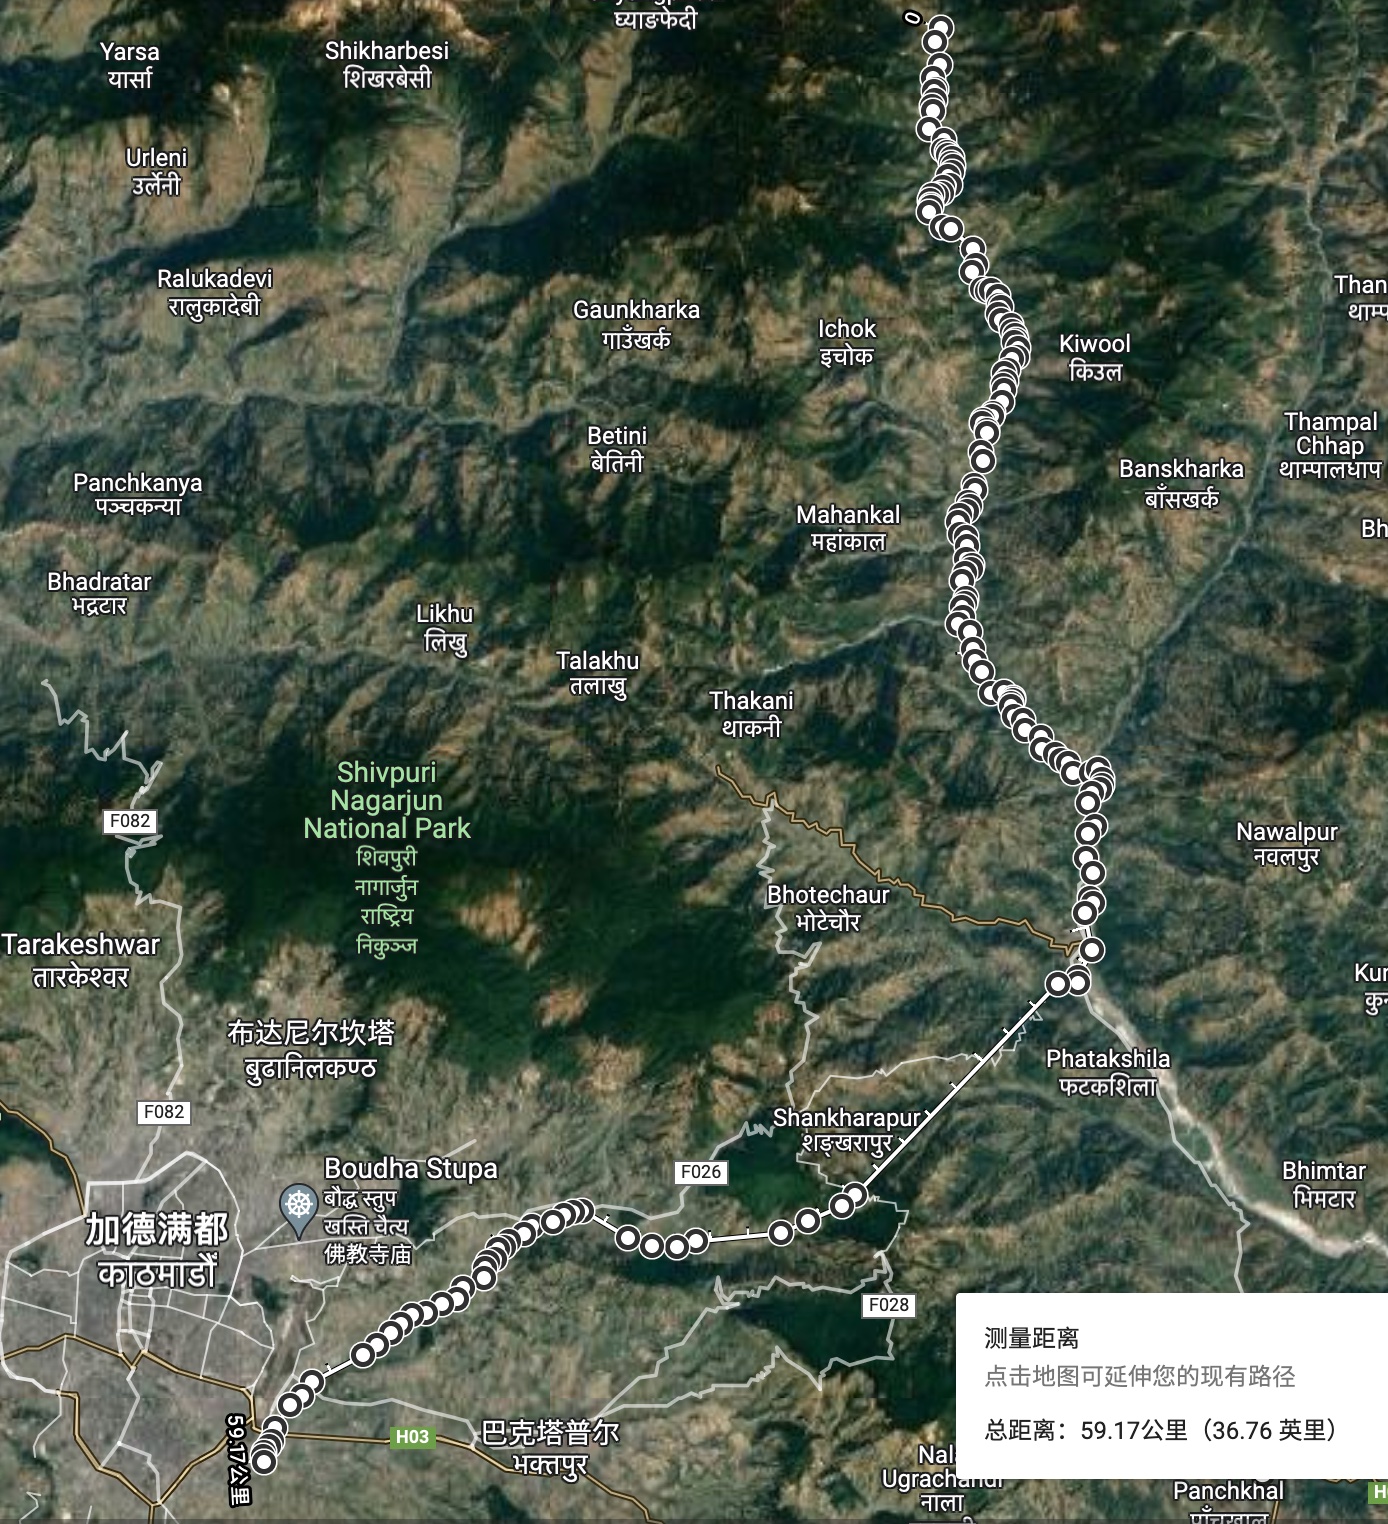 घ्याङफेदी
0
Yarsa
यार्सा
Shikharbesi
शिखरबेसी
Urleni
उर्लेनी
Ralukadevi
रालुकादेबी
Gaunkharka
गाउँखर्क
Ichok
इचोक
Kiwool
किउल
Than
थाम्प
Thampal
Chhap
थाम्पालधाप
Betini
बेतिनी
Banskharka
बाँसखर्क
Panchkanya
पञ्चकन्या
Mahankal
महांकाल
Bh
Bhadratar
भद्रटार
Likhu
लिखु
Talakhu
तलाखु
Thakani
थाकनी
Shivpuri
Nagarjun
National Park
शिवपुरी
नागार्जुन
राष्ट्रिय
निकुञ्ज
F082
Nawalpur
नवलपुर
Bhotechaur
भोटेचौर
Tarakeshwar
तारकेश्वर
Kur
布达尼尔坎塔
बुढानिलकण्ठ
Phatakshila
फटकशिला
F082
Shankharapur
शङ्खरापुर
Boudha Stupa
बौद्ध स्तुप
खस्ति चैत्य
佛教寺庙
F026
Bhimtar
भिमटार
加德满都
काठमाडौँ
F028
测量距离
点击地图可延伸您的现有路径
总距离：59.17公里（36.76 英里）
59.17公里
H03
巴克塔普尔
भक्तपुर
Nala
Ugrachandi
नाला
Panchkhal
पाँचखाल